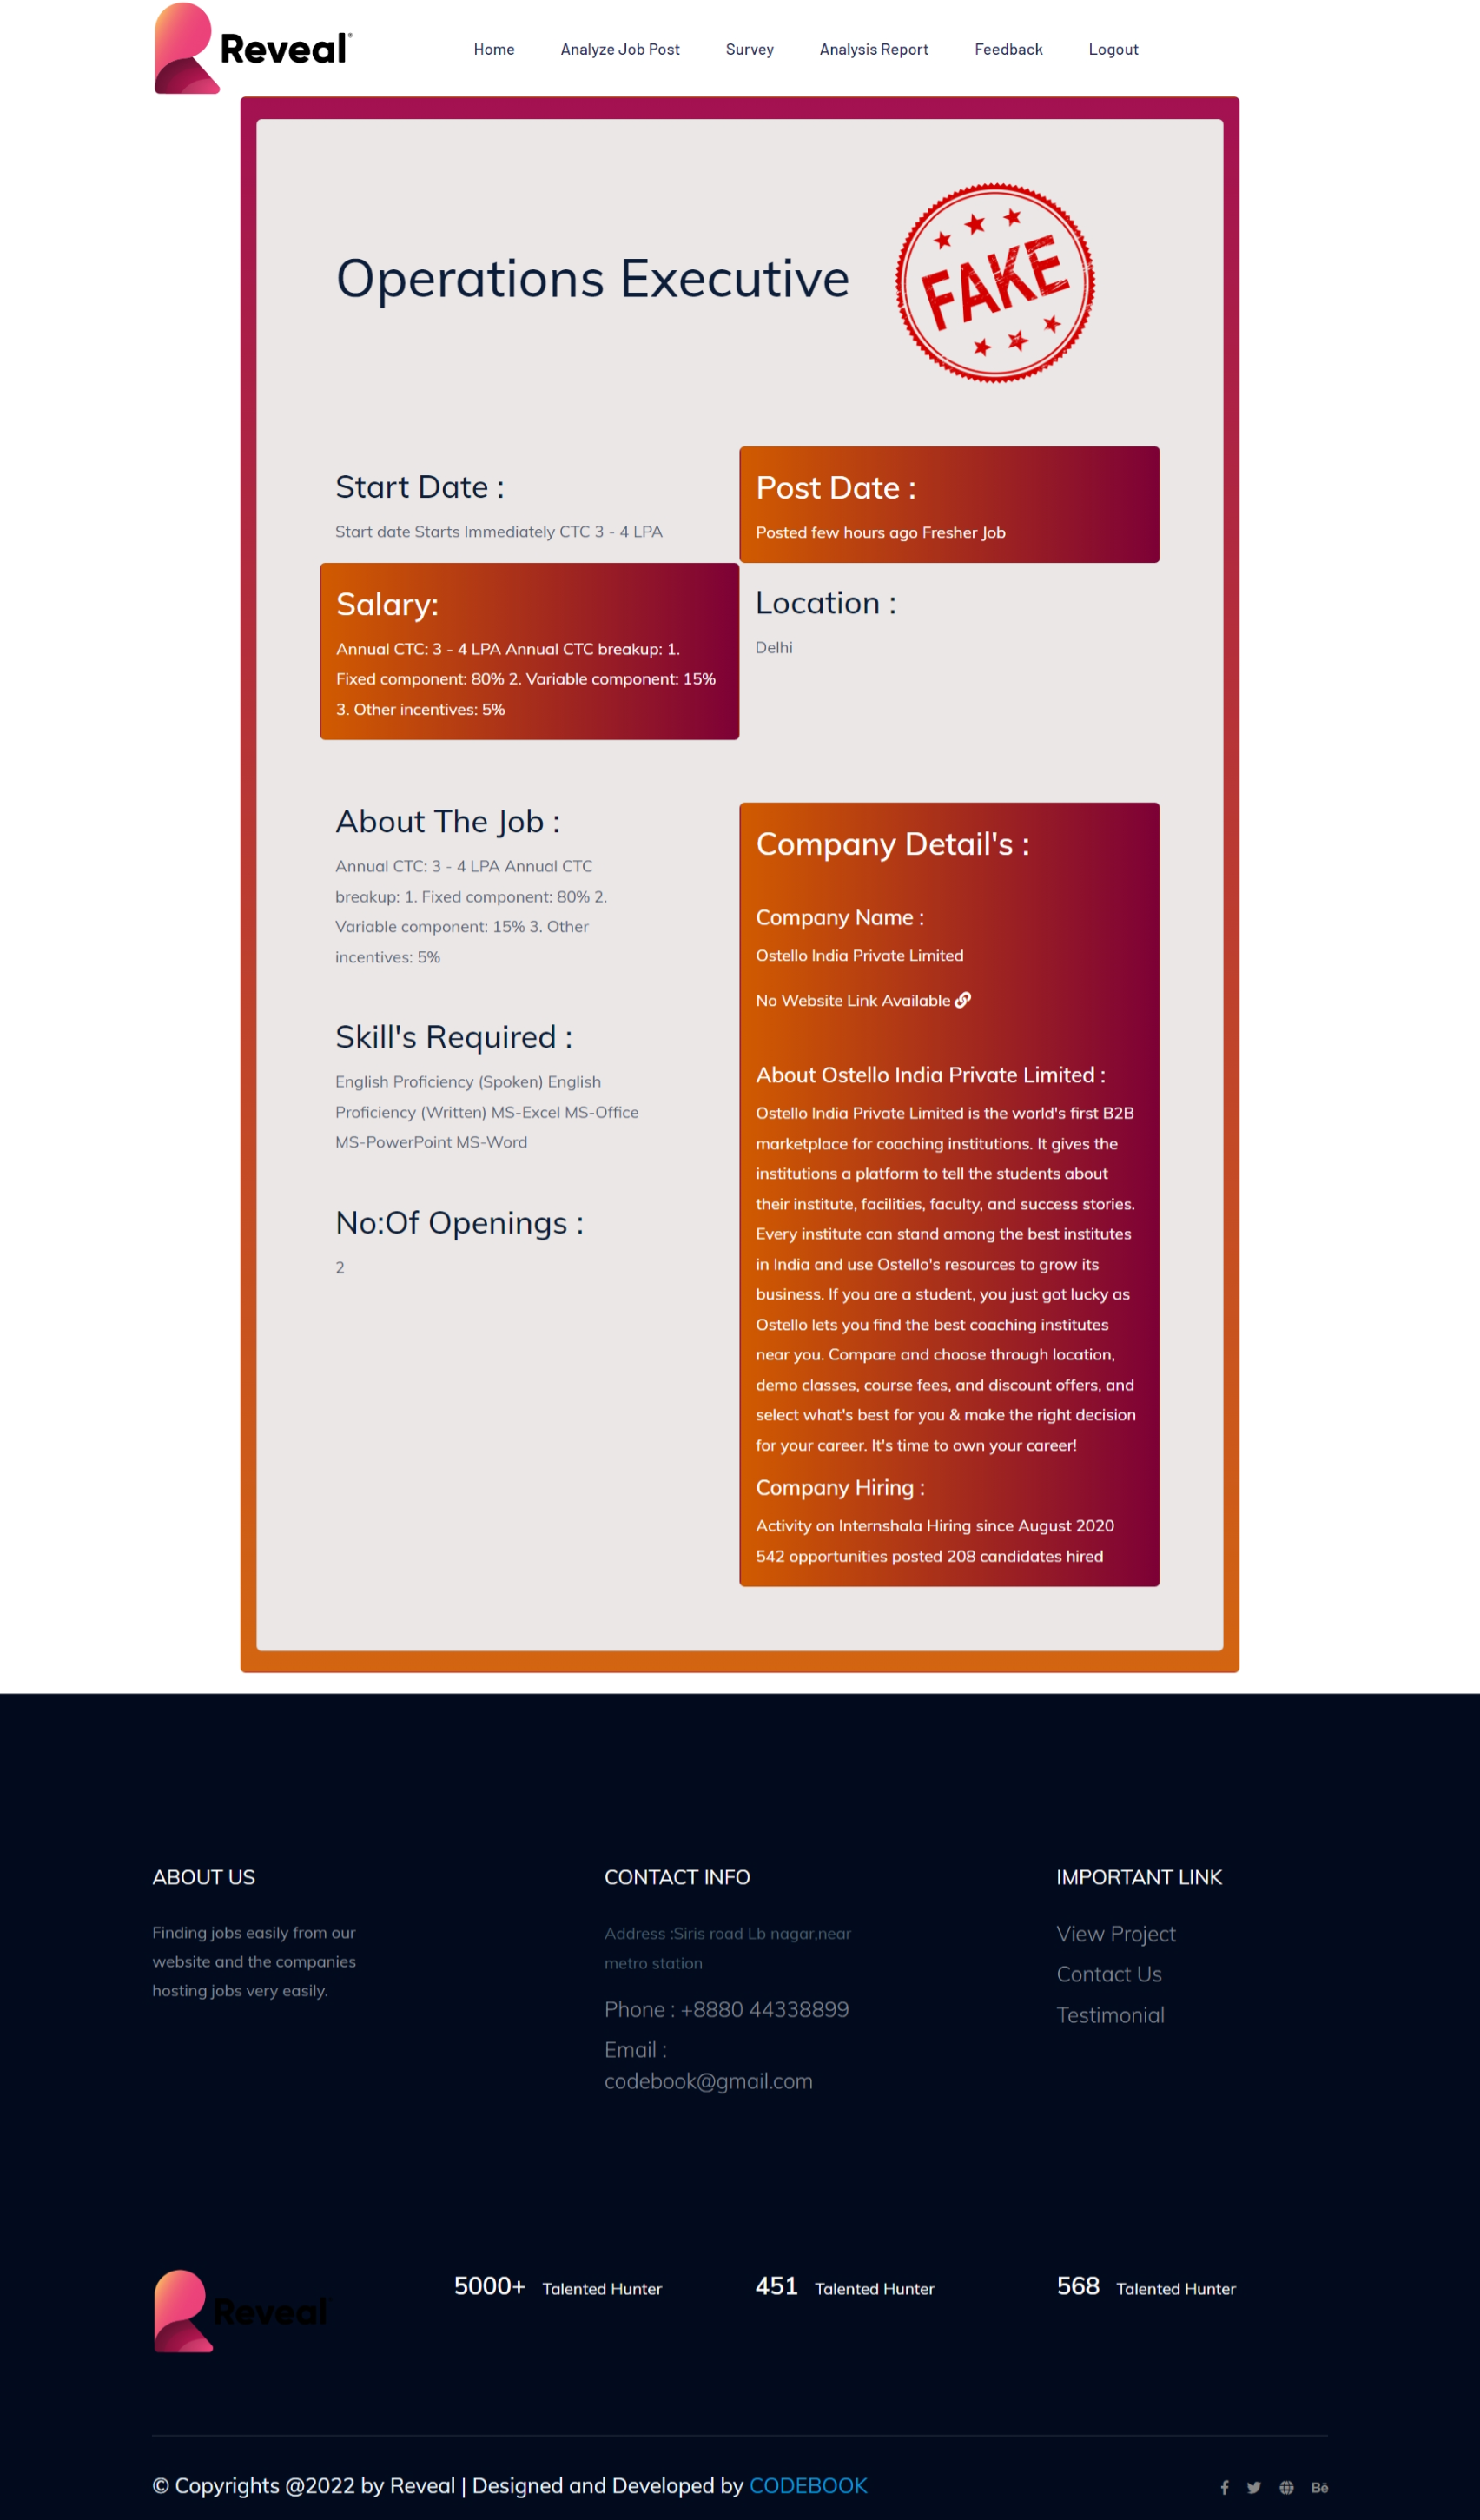 Reveal
Home
Analyze Job Post
Survey
Analysis Report
Feedback
Logout
Operations Executive
FAKE
Start Date :
Start date Starts Immediately CTC 3 - 4 LPA
Post Date :
Posted few hours ago Fresher Job
Salary:
Annual CTC: 3 - 4 LPA Annual CTC breakup: 1.
Fixed component: 80% 2. Variable component: 15%
3. Other incentives: 5%
Location :
Delhi
About The Job :
Annual CTC: 3 - 4 LPA Annual CTC
breakup: 1. Fixed component: 80% 2.
Variable component: 15% 3. Other
incentives: 5%
Skill's Required :
English Proficiency (Spoken) English
Proficiency (Written) MS-Excel MS-Office
MS-PowerPoint MS-Word
No:Of Openings :
2
Company Detail's :
Company Name :
Ostello India Private Limited
No Website Link Available
About Ostello India Private Limited :
Ostello India Private Limited is the world's first B2B
marketplace for coaching institutions. It gives the
institutions a platform to tell the students about
their institute, facilities, faculty, and success stories.
Every institute can stand among the best institutes
in India and use Ostello's resources to grow its
business. If you are a student, you just got lucky as
Ostello lets you find the best coaching institutes
near you. Compare and choose through location,
demo classes, course fees, and discount offers, and
select what's best for you & make the right decision
for your career. It's time to own your career!
Company Hiring :
Activity on Internshala Hiring since August 2020
542 opportunities posted 208 candidates hired
ABOUT US
Finding jobs easily from our
website and the companies
hosting jobs very easily.
CONTACT INFO
Address :Siris road Lb nagar,near
metro station
Phone : +8880 44338899
Email :
codebook@gmail.com
IMPORTANT LINK
View Project
Contact Us
Testimonial
Reveal
5000+ Talented Hunter
451 Talented Hunter
568 Talented Hunter
© Copyrights @2022 by Reveal | Designed and Developed by CODEBOOK
Bē